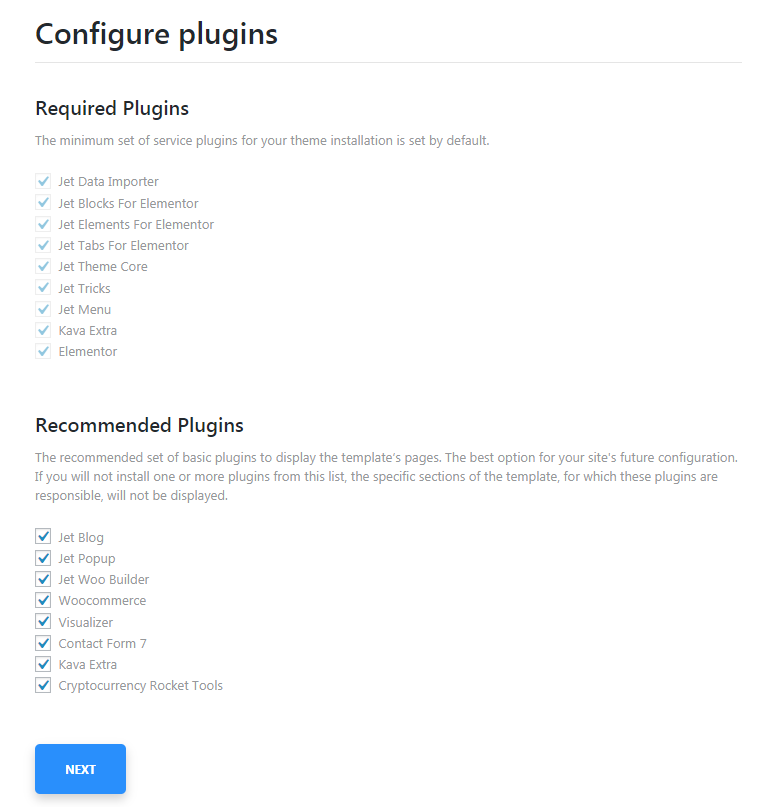 Configure plugins
Required Plugins
The minimum set of service plugins for your theme installation is set by default.
Jet Data Importer
Jet Blocks For Elementor
Jet Elements For Elementor
Jet Tabs For Elementor
Jet Theme Core
Jet Tricks
Jet Menu
Kava Extra
Elementor
Recommended Plugins
The recommended set of basic plugins to display the template's pages. The best option for your site's future configuration.
If you will not install one or more plugins from this list, the specific sections of the template, for which these plugins are
responsible, will not be displayed.
Jet Blog
Jet Popup
Jet Woo Builder
Woocommerce
Visualizer
Contact Form 7
Kava Extra
Cryptocurrency Rocket Tools
NEXT